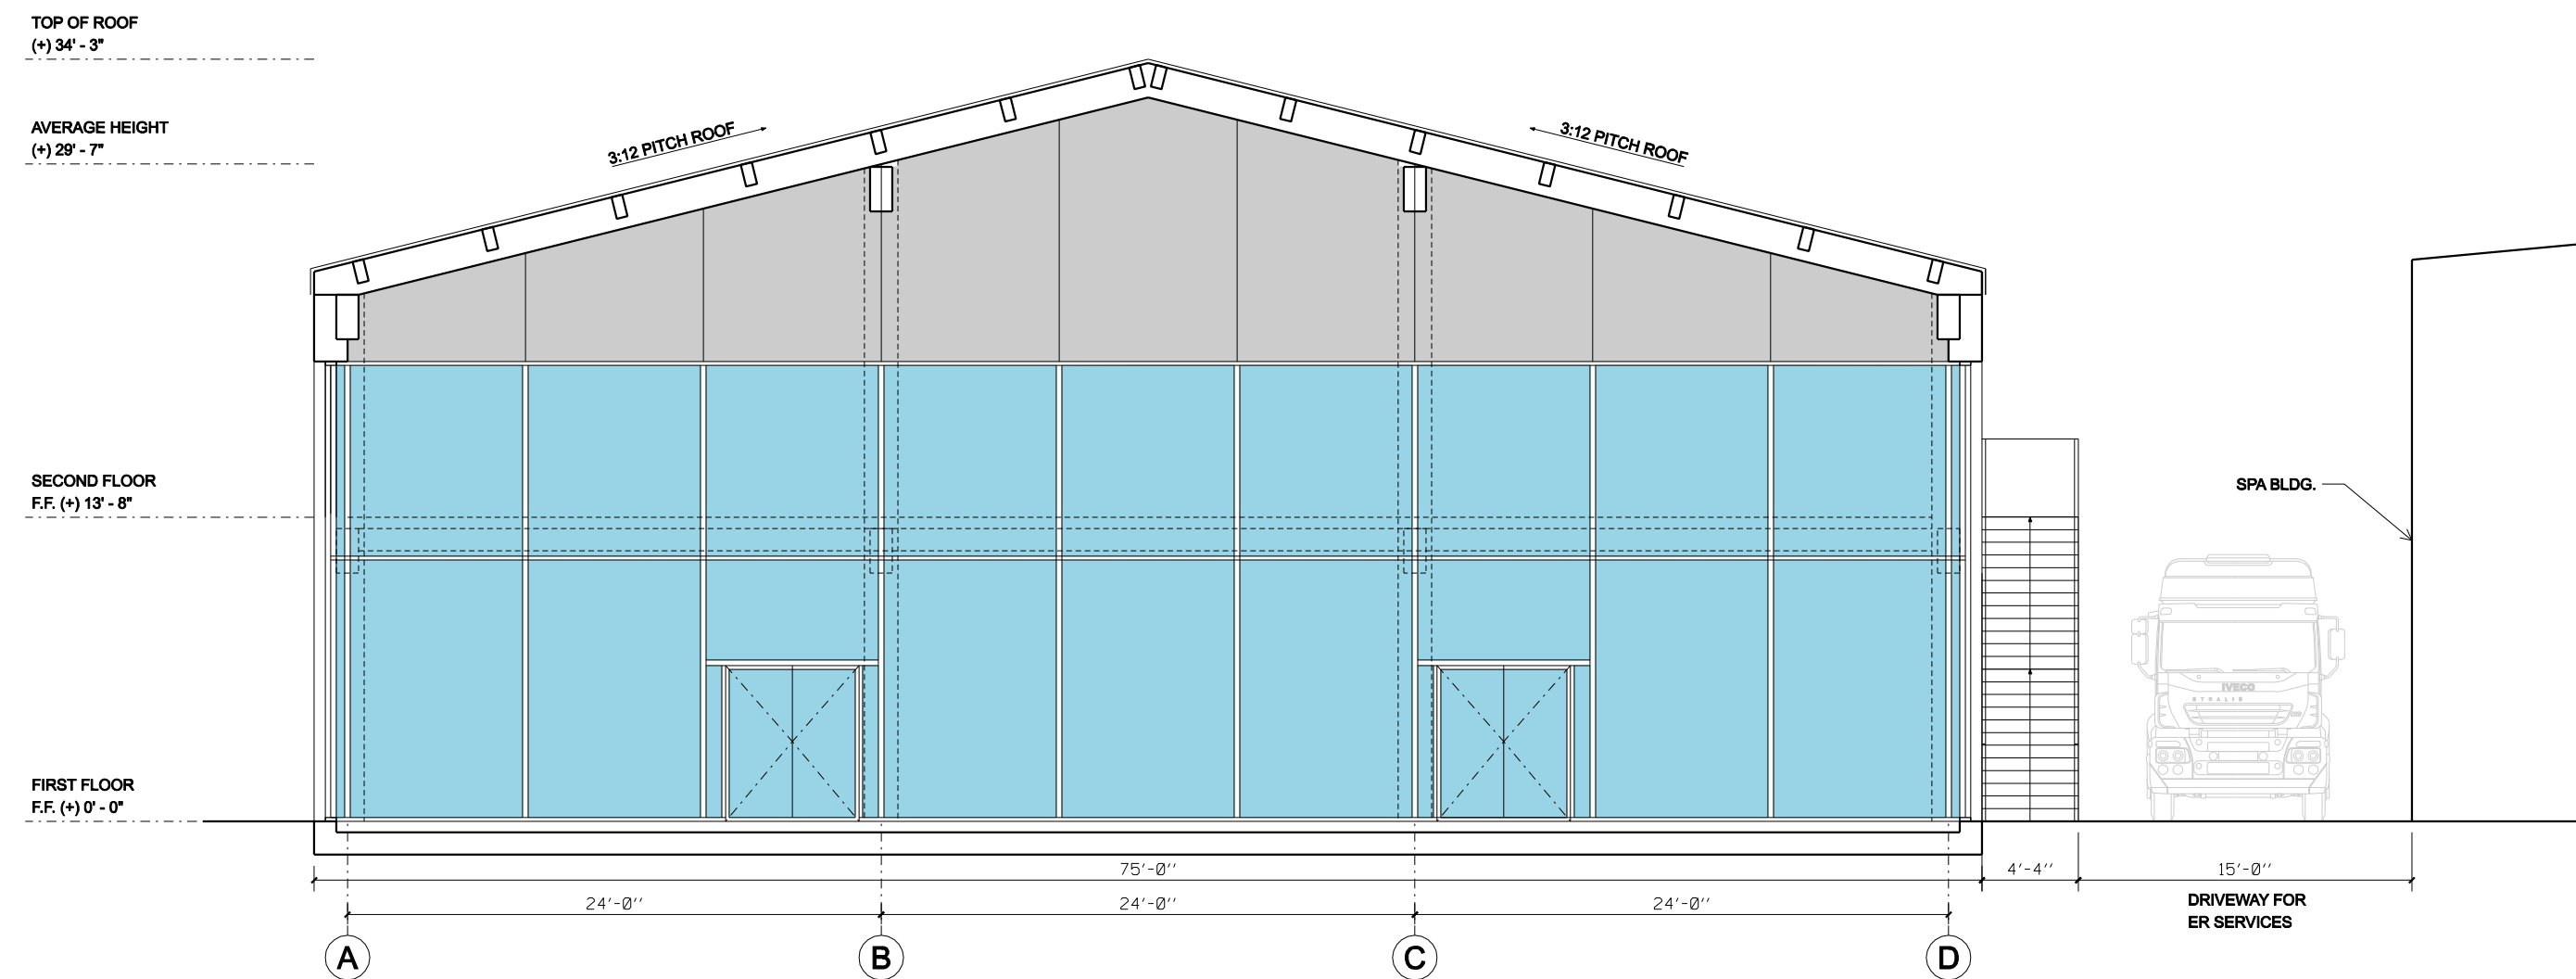 TOP OF ROOF
(+) 34' - 3"
AVERAGE HEIGHT
(+) 29' - 7"
3:12 PITCH ROOF
3:12 PITCH ROOF
SECOND FLOOR
F.F. (+) 13' - 8"
SPA BLDG.
IVECO
STRALIS
FIRST FLOOR
F.F. (+) 0' - 0"
75'-0''
4'-4''
15'-0''
24'-0''
24'-0''
24'-0''
DRIVEWAY FOR
ER SERVICES
A
B
C
D